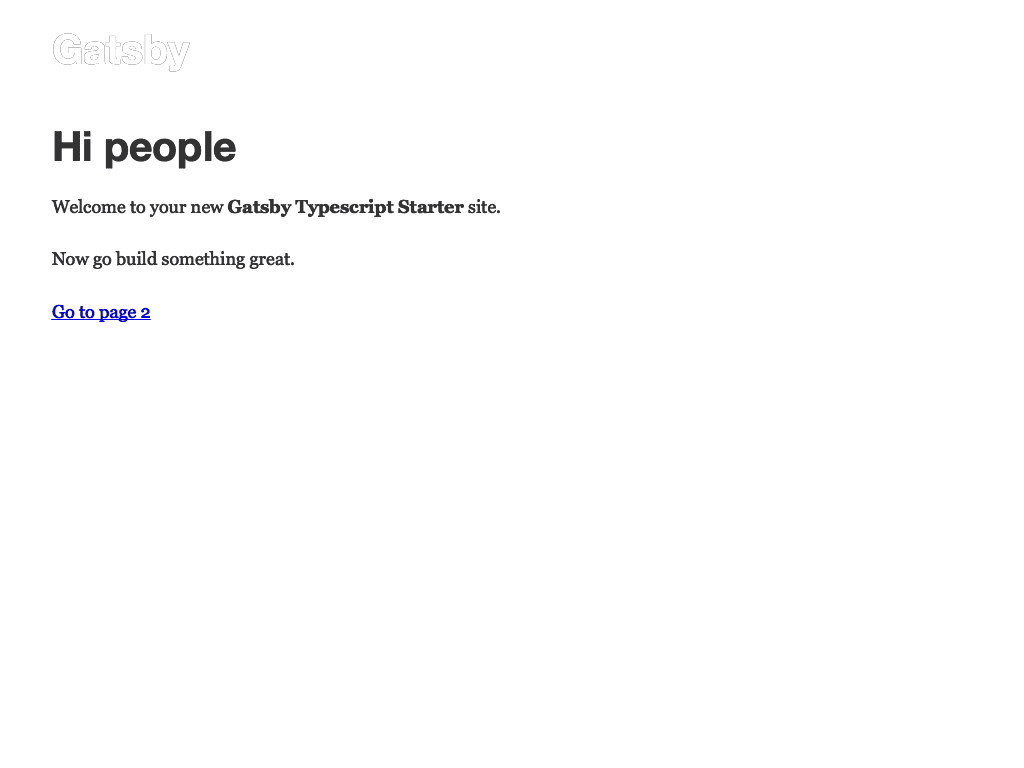 Gatsby
Hi people
Welcome to your new Gatsby Typescript Starter site.
Now go build something great.
Go to page 2